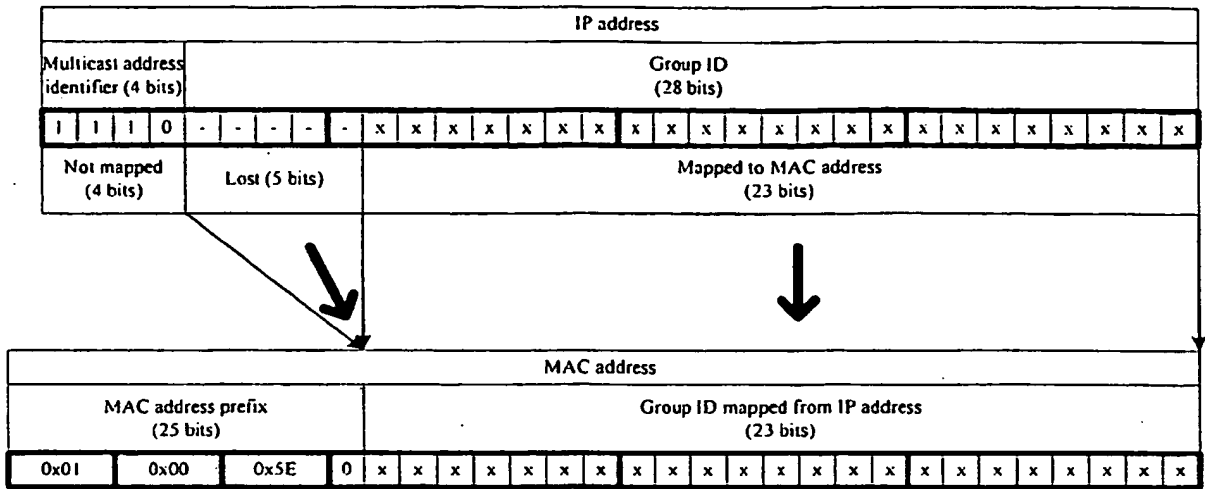 IP address
Multicast address
identifier (4 bits)
Group ID
(28 bits)
1 1 1 0 - - - - - x x x x x x x x x x x x x x x x x x x x x x x
Not mapped
(4 bits)
Lost (5 bits)
Mapped to MAC address
(23 bits)
MAC address
MAC address prefix
(25 bits)
Group ID mapped from IP address
(23 bits)
0x01 0x00 0x5E 0 x x x x x x x x x x x x x x x x x x x x x x x